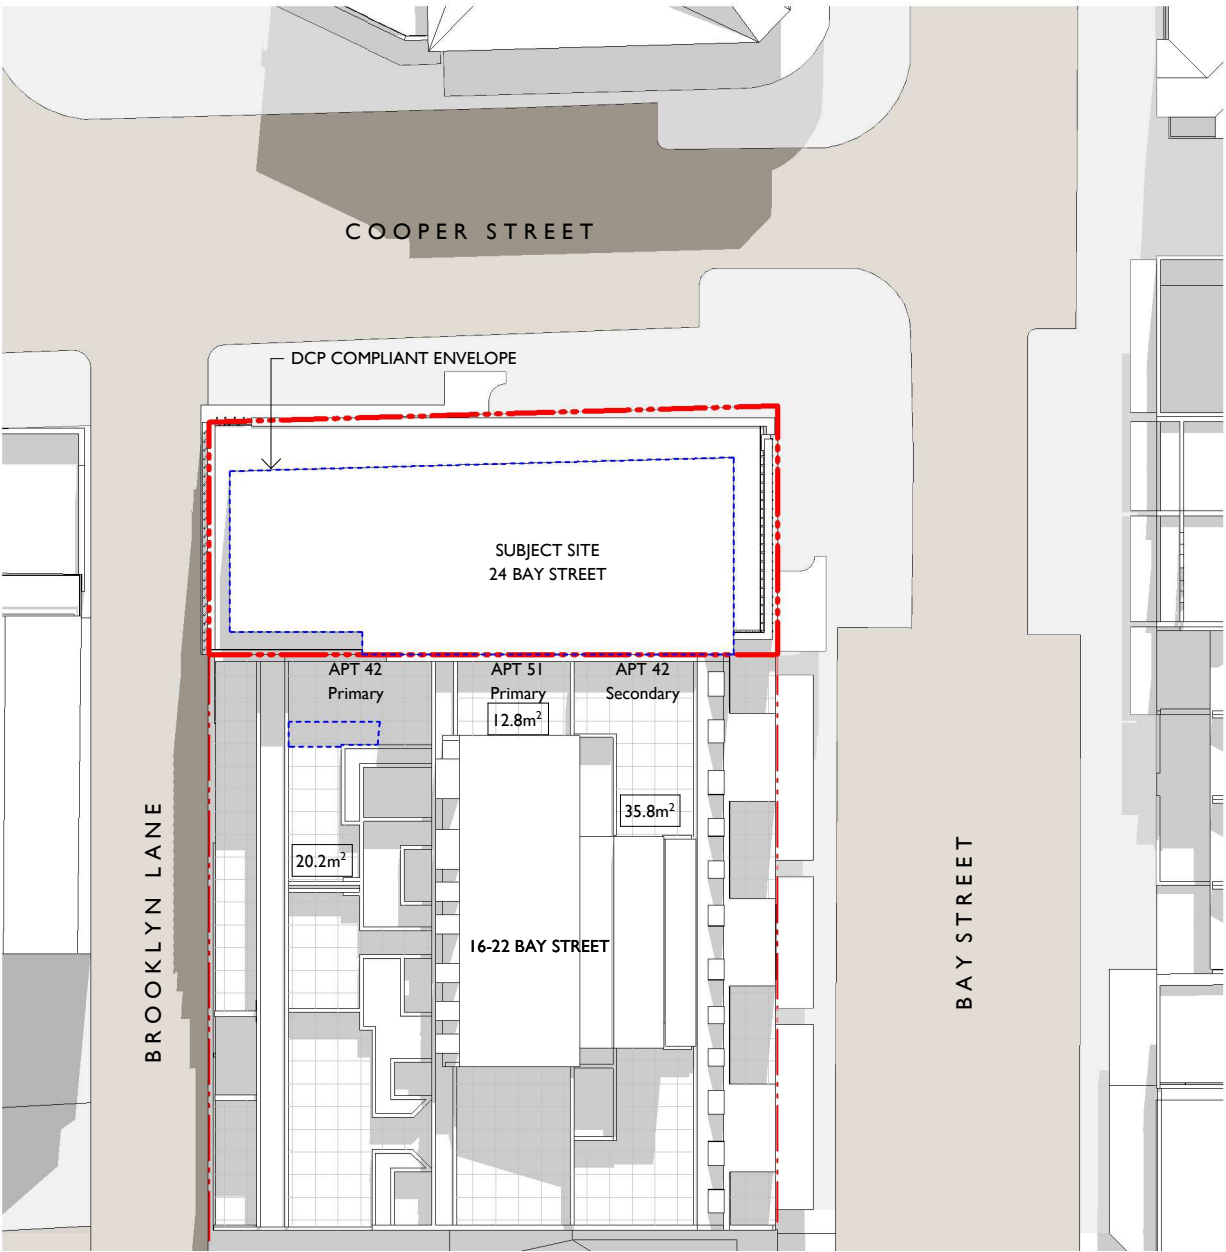 COOPER STREET
DCP COMPLIANT ENVELOPE
SUBJECT SITE
24 BAY STREET
APT 42
Primary
APT 51
Primary
12.8m²
APT 42
Secondary
35.8m²
20.2m²
16-22 BAY STREET
BROOKLYN LANE
BAY STREET